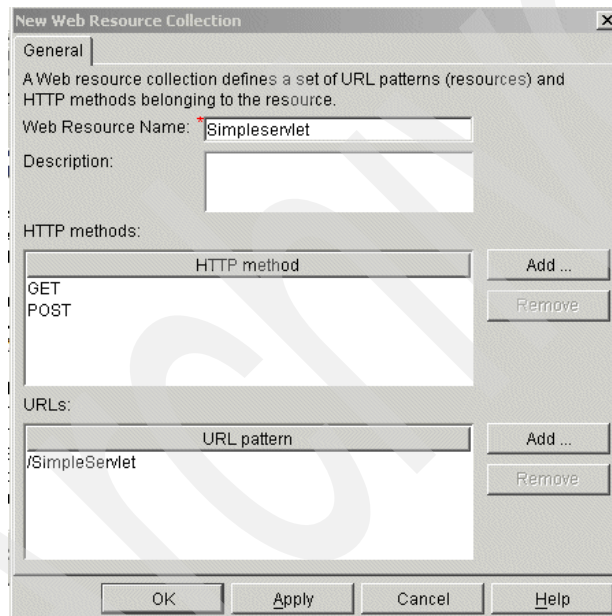 New Web Resource Collection
General
A Web resource collection defines a set of URL patterns (resources) and
HTTP methods belonging to the resource.
Web Resource Name: *Simpleservlet
Description:
HTTP methods:
HTTP method
GET
POST
Add ...
Remove
URLs:
URL pattern
/SimpleServlet
Add ...
Remove
OK Apply Cancel Help